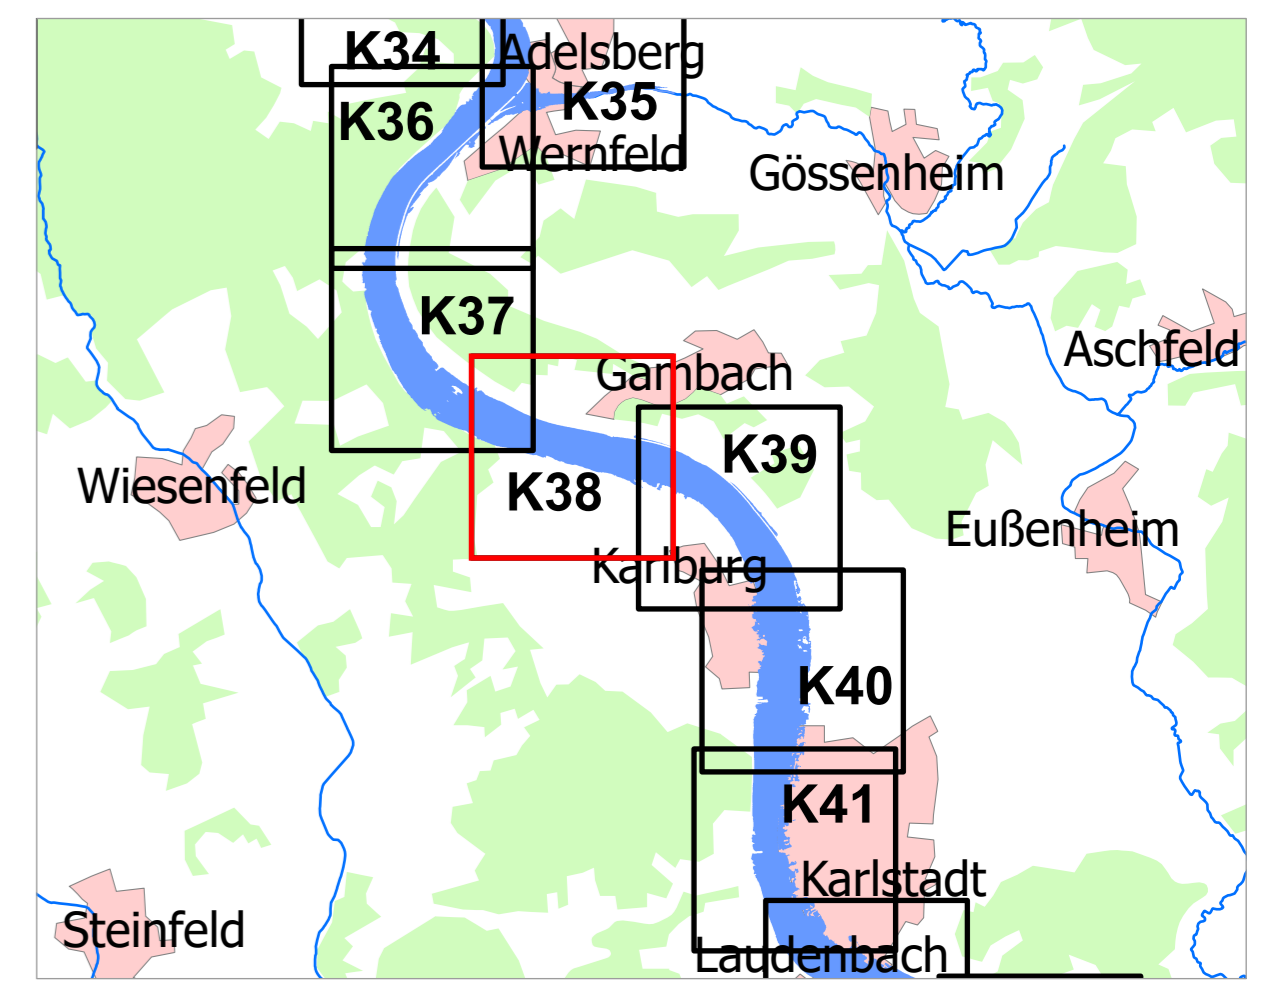 K34
Adelsberg
K35
K36
Wernfeld
Gössenheim
K37
Aschfeld
Gambach
K39
Wiesenfeld
K38
Eußenheim
Karlburg
K40
K41
Karlstadt
Steinfeld
Laudenbach